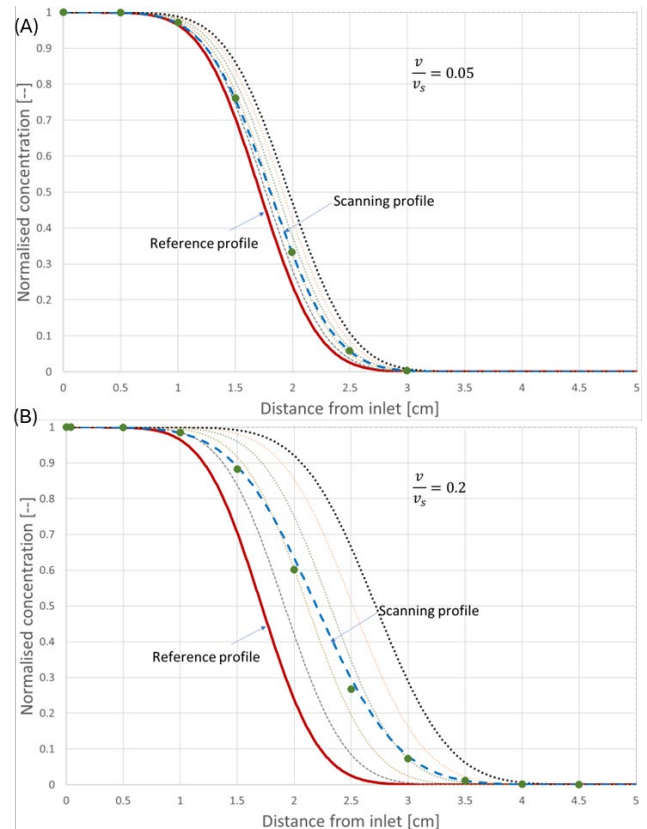 (A)
1
0.9
0.8
0.7
0.6
0.5
0.4
0.3
0.2
0.1
0
Normalised concentration [--]
v/v_s = 0.05
Scanning profile
Reference profile
0 0.5 1 1.5 2 2.5 3 3.5 4 4.5 5
Distance from inlet [cm]
(B)
1
0.9
0.8
0.7
0.6
0.5
0.4
0.3
0.2
0.1
0
Normalised concentration [--]
v/v_s = 0.2
Scanning profile
Reference profile
0 0.5 1 1.5 2 2.5 3 3.5 4 4.5 5
Distance from inlet [cm]